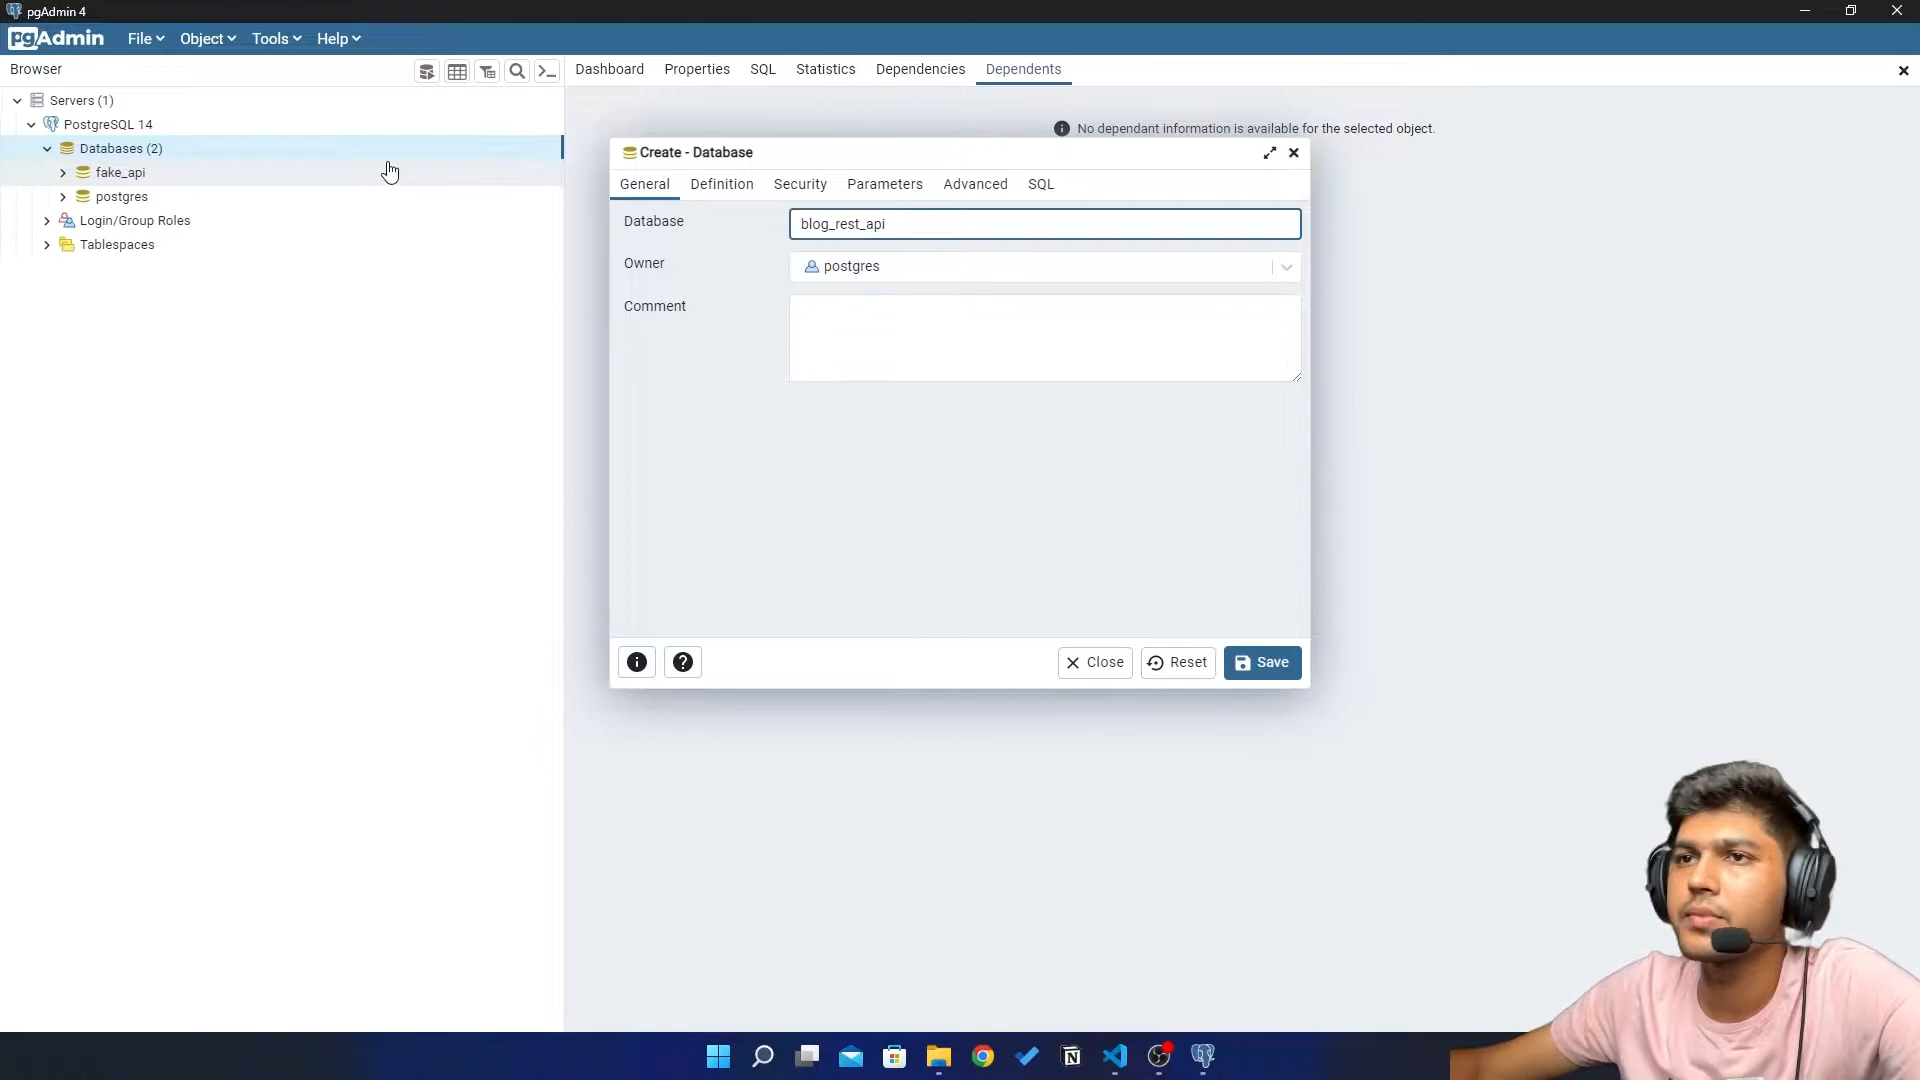 pgAdmin 4
pgAdmin File Object Tools Help
Browser
Dashboard Properties SQL Statistics Dependencies Dependents
Servers (1)
PostgreSQL 14
Databases (2)
fake_api
postgres
Login/Group Roles
Tablespaces
No dependant information is available for the selected object.
Create - Database
General Definition Security Parameters Advanced SQL
Database blog_rest_api
Owner postgres
Comment
Close Reset Save